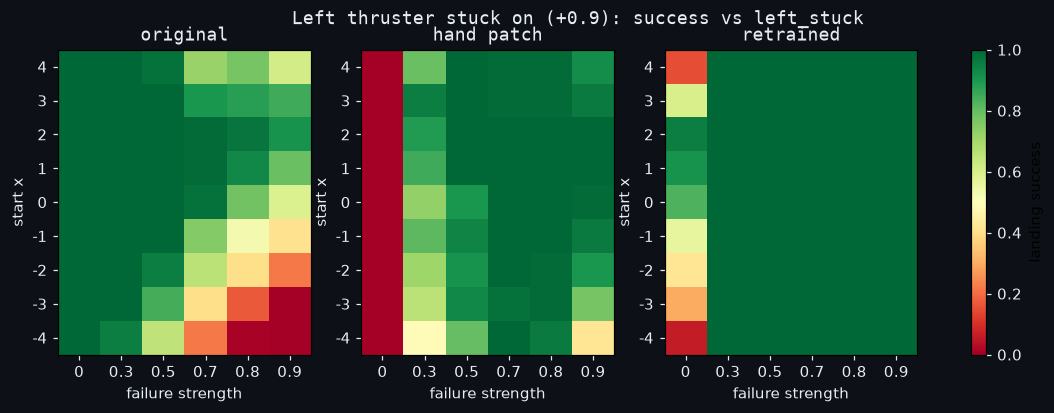 Left thruster stuck on (+0.9): success vs left_stuck
original
hand patch
retrained
start x
4
3
2
1
0
-1
-2
-3
-4
0 0.3 0.5 0.7 0.8 0.9
failure strength
start x
4
3
2
1
0
-1
-2
-3
-4
0 0.3 0.5 0.7 0.8 0.9
failure strength
start x
4
3
2
1
0
-1
-2
-3
-4
0 0.3 0.5 0.7 0.8 0.9
failure strength
1.0
0.8
0.6
0.4
0.2
0.0
landing success